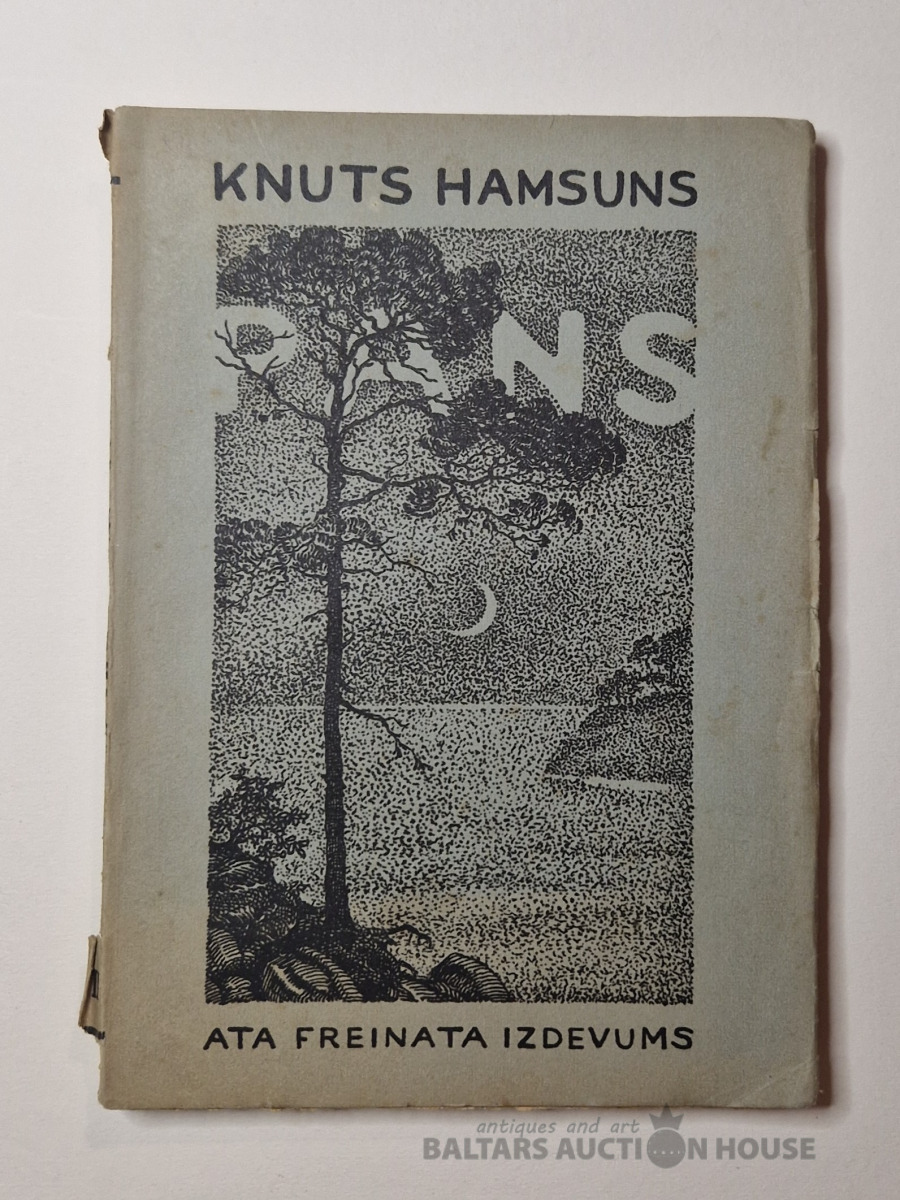 KNUTS HAMSUNS
PANS
ATA FREINATA IZDEVUMS
antiques and art
BALTARS AUCTION HOUSE